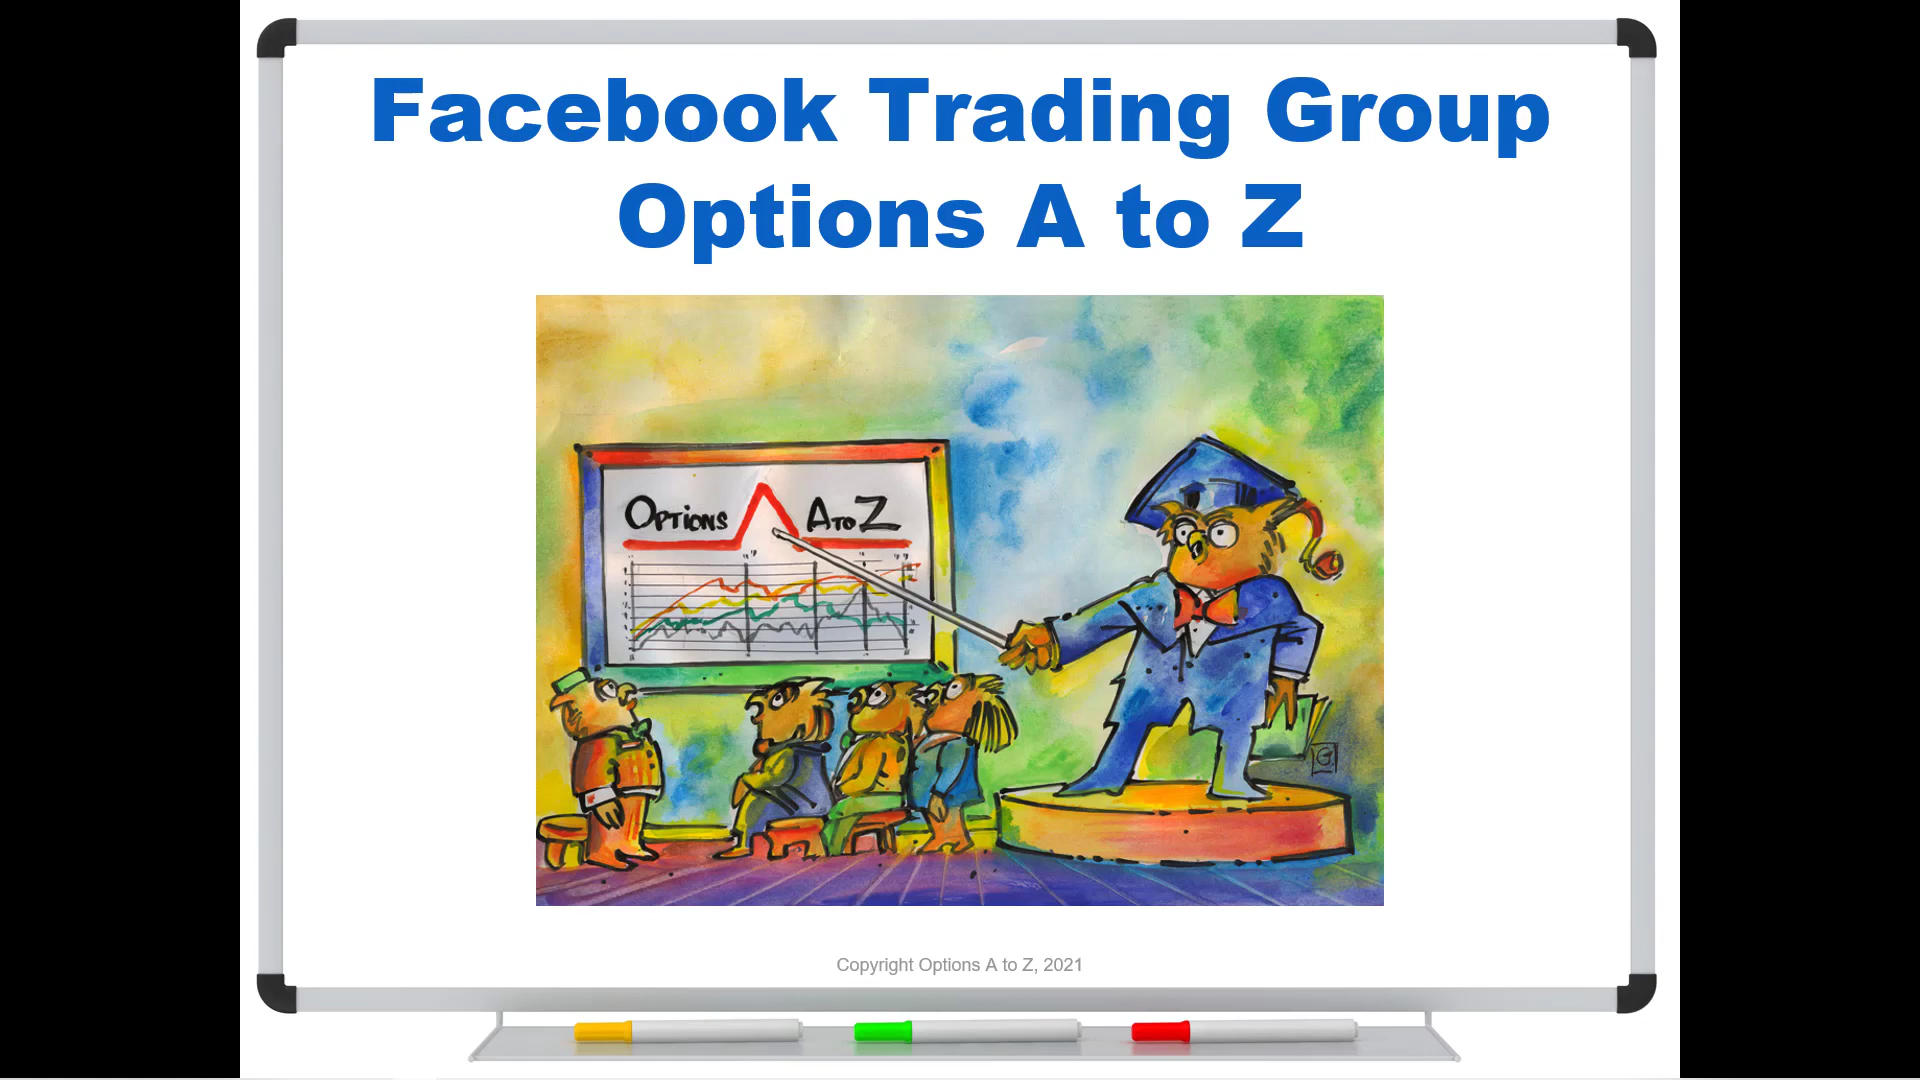 Facebook Trading Group
Options A to Z
OPTIONS A TO Z
G
Copyright Options A to Z, 2021